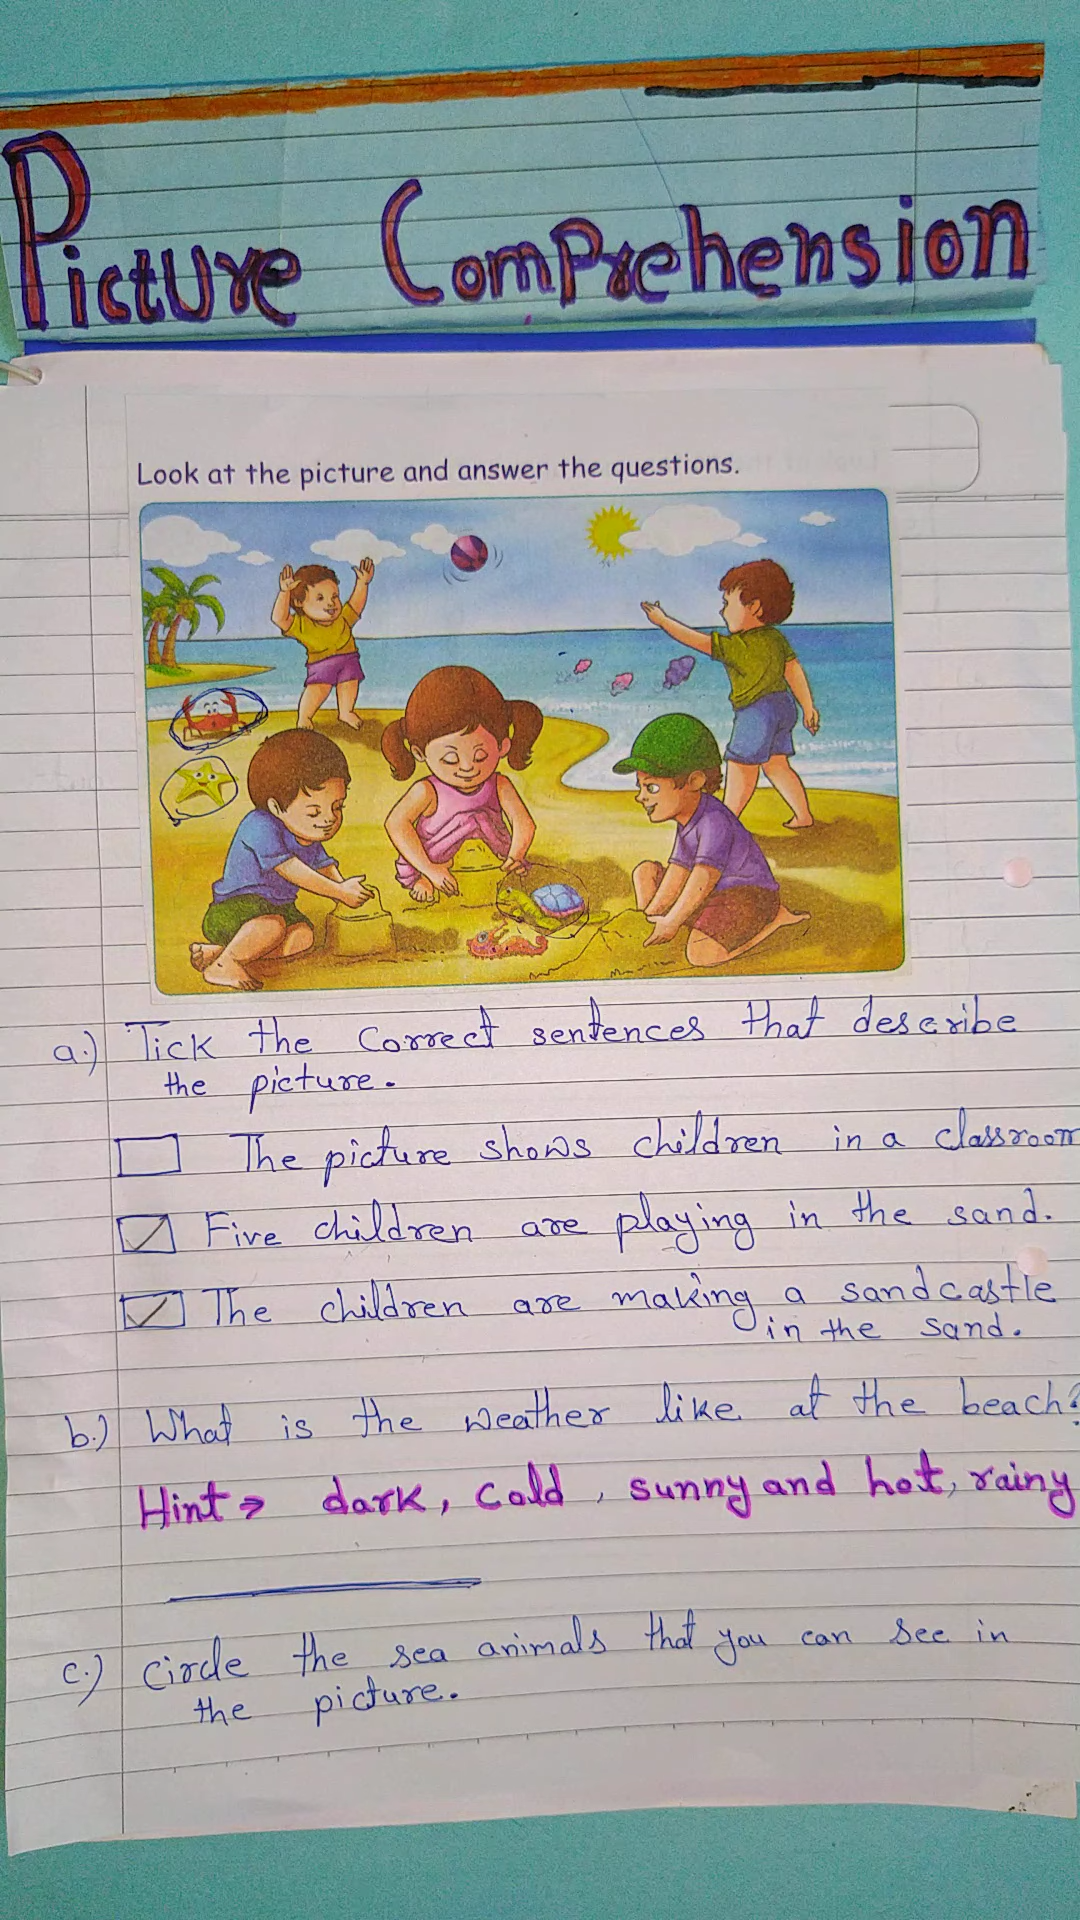 Picture Comprehension
Look at the picture and answer the questions.
a.) Tick the correct sentences that describe
the picture.
The picture shows children in a classroom
Five children are playing in the sand.
The children are making a sandcastle
in the sand.
b.) What is the weather like at the beach?
Hint → dark, cold, sunny and hot, rainy
c.) Circle the sea animals that you can see in
the picture.